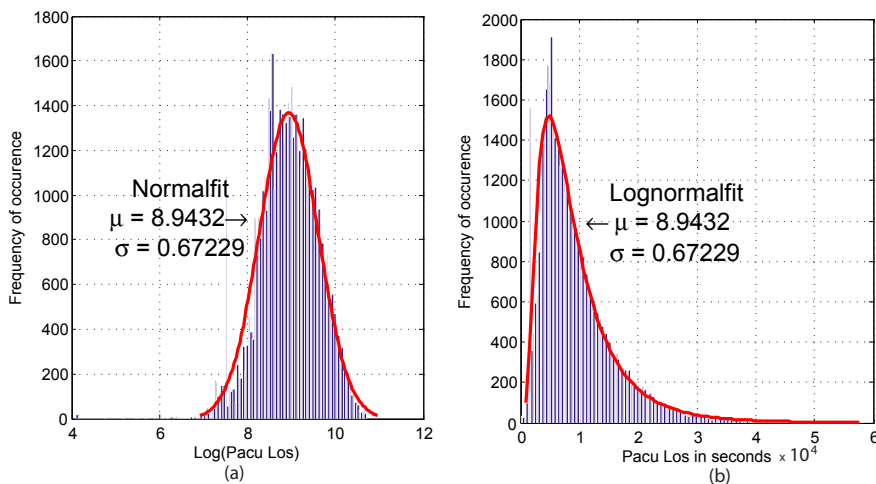 1800
1600
1400
1200
1000
800
600
400
200
0
Frequency of occurence
Normalfit
μ = 8.9432→
σ = 0.67229
4 6 8 10 12
Log(Pacu Los)
(a)
2000
1800
1600
1400
1200
1000
800
600
400
200
0
Frequency of occurence
Lognormalfit
← μ = 8.9432
σ = 0.67229
0 1 2 3 4 5 6
Pacu Los in seconds × 10⁴
(b)